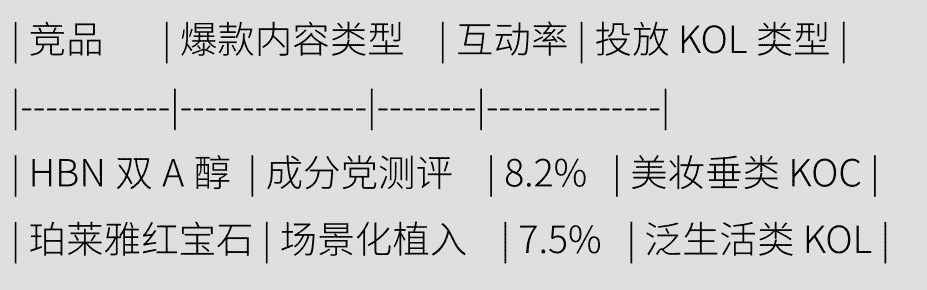 | 竞品 | 爆款内容类型 | 互动率 | 投放 KOL 类型 |
|-----------|---------------|--------|--------------|
| HBN 双 A 醇 | 成分党测评 | 8.2% | 美妆垂类 KOC |
| 珀莱雅红宝石 | 场景化植入 | 7.5% | 泛生活类 KOL |